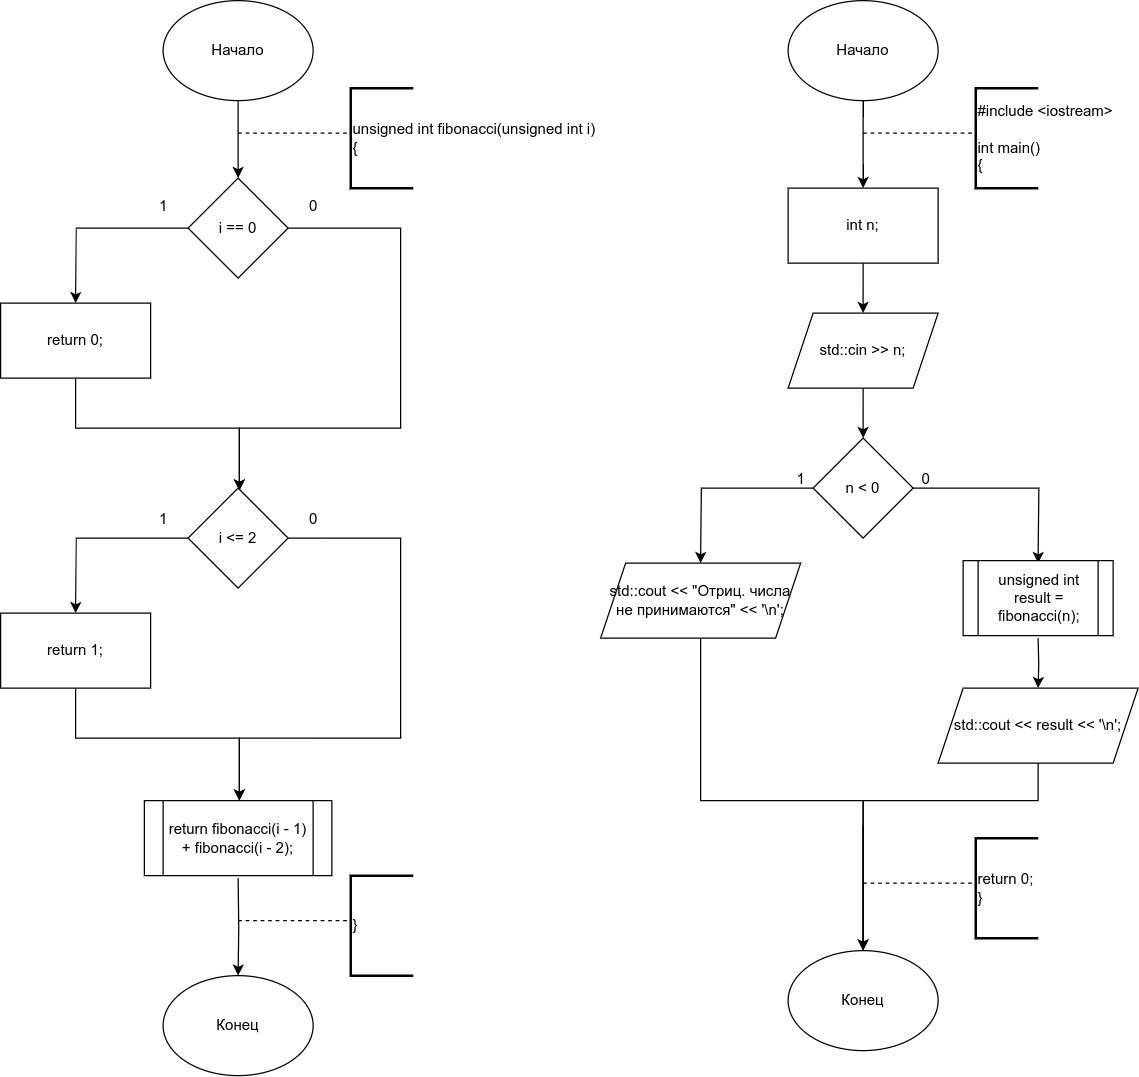 Начало
unsigned int fibonacci(unsigned int i)
{
1
0
i == 0
return 0;
1
0
i <= 2
return 1;
return fibonacci(i - 1)
+ fibonacci(i - 2);
}
Конец
Начало
#include <iostream>
int main()
{
int n;
std::cin >> n;
1
0
n < 0
std::cout << "Отриц. числа
не принимаются" << '\n';
unsigned int
result =
fibonacci(n);
std::cout << result << '\n';
return 0;
}
Конец